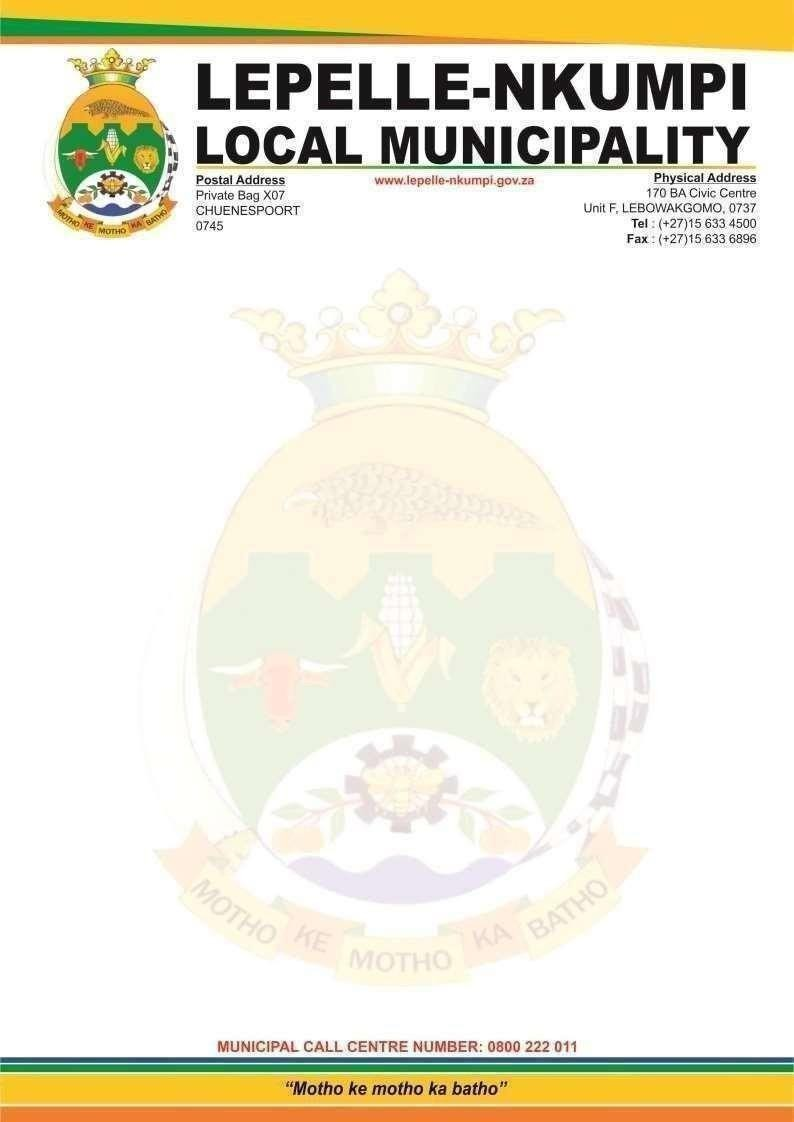 LEPELLE-NKUMPI
LOCAL MUNICIPALITY
Postal Address
Private Bag X07
CHUENESPOORT
0745
www.lepelle-nkumpi.gov.za
Physical Address
170 BA Civic Centre
Unit F, LEBOWAKGOMO, 0737
Tel : (+27)15 633 4500
Fax : (+27)15 633 6896
MOTHO KE MOTHO KA BATHO
MOTHO KE MOTHO KA BATHO
MUNICIPAL CALL CENTRE NUMBER: 0800 222 011
“Motho ke motho ka batho”